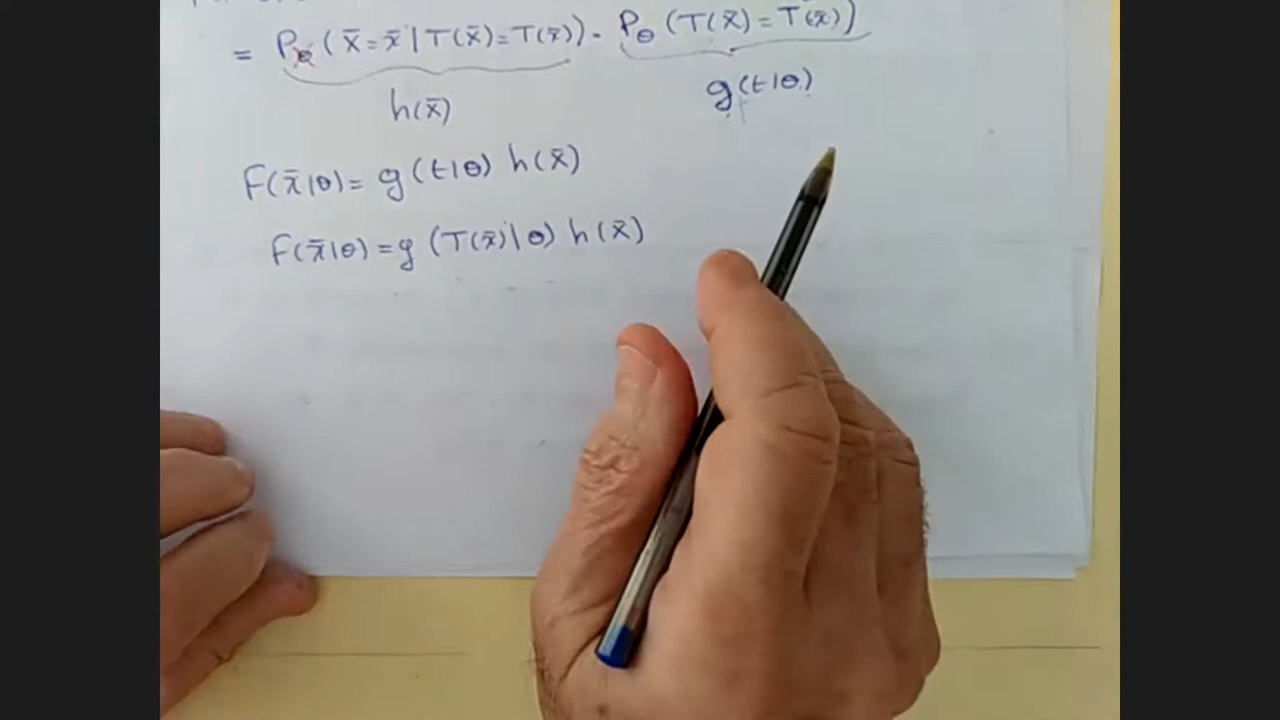 = Pθ (X̄ = x̄ | T(X̄) = T(x̄)) · Pθ (T(X̄) = T(x̄))
h(x̄) g(t|θ)
F(x̄|θ) = g(t|θ) h(x̄)
F(x̄|θ) = g (T(x̄)|θ) h(x̄)